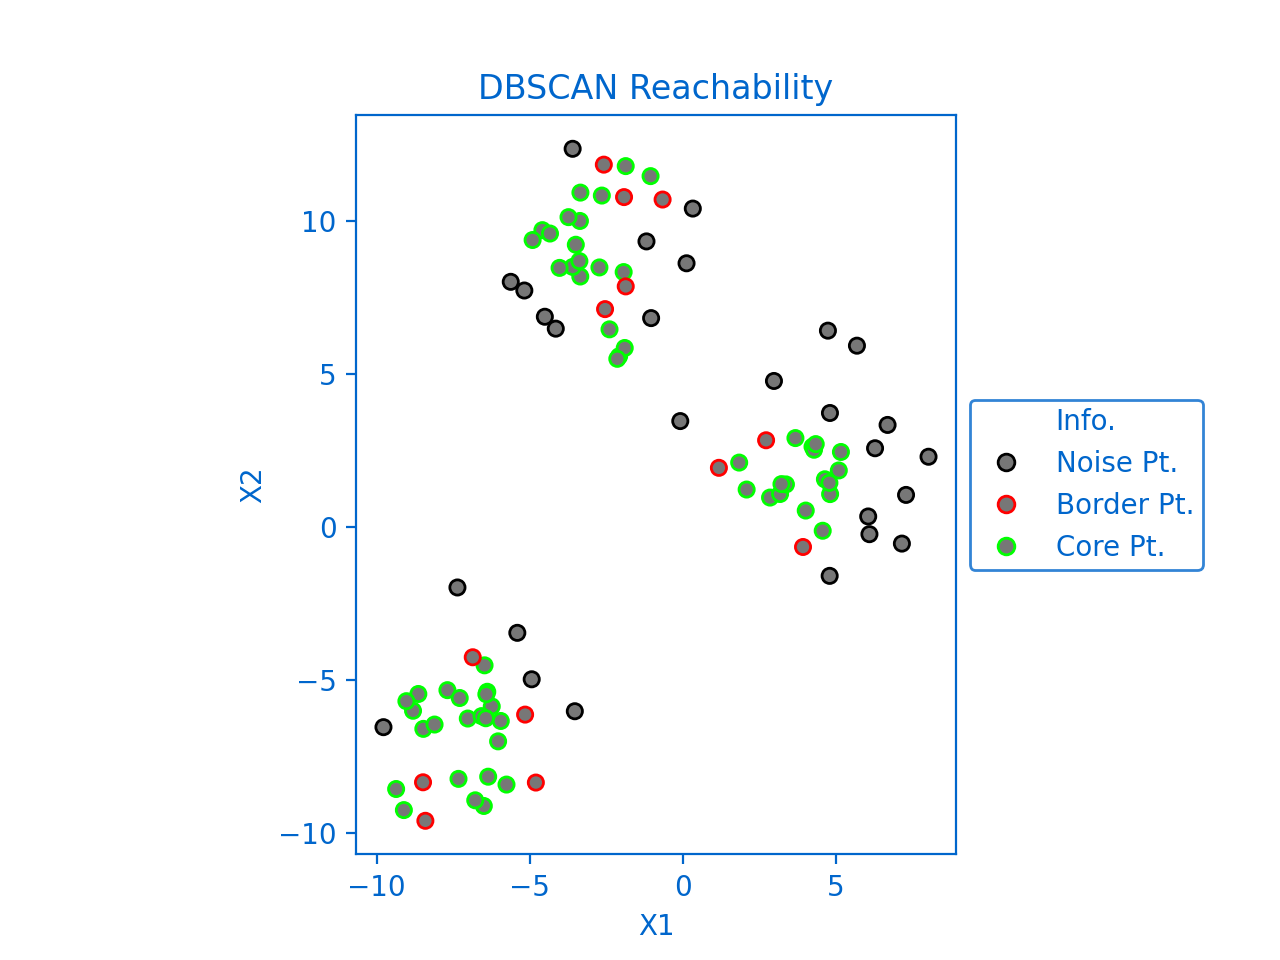 DBSCAN Reachability
10
5
0
−5
−10
X2
−10
−5
0
5
X1
Info.
Noise Pt.
Border Pt.
Core Pt.